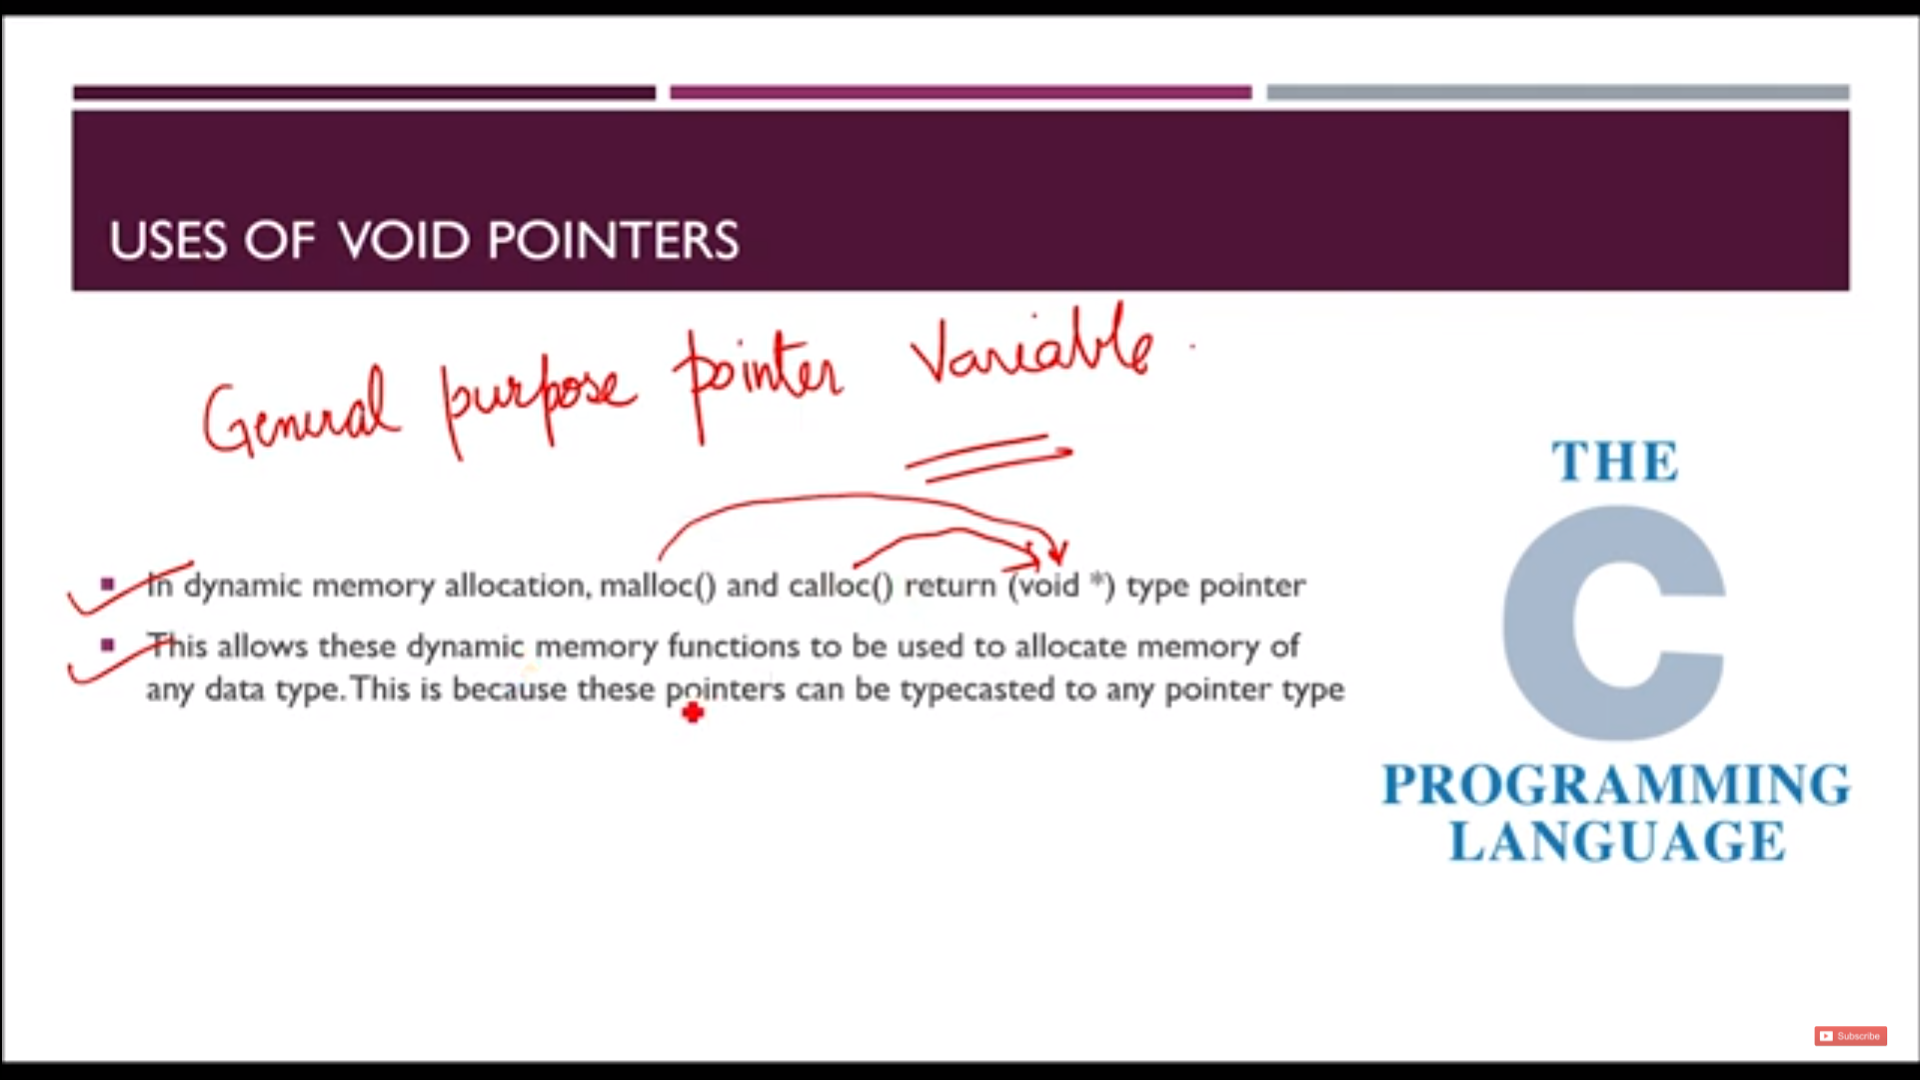 USES OF VOID POINTERS
General purpose pointer Variable.
In dynamic memory allocation, malloc() and calloc() return (void *) type pointer
This allows these dynamic memory functions to be used to allocate memory of
any data type. This is because these pointers can be typecasted to any pointer type
THE
C
PROGRAMMING
LANGUAGE
Subscribe